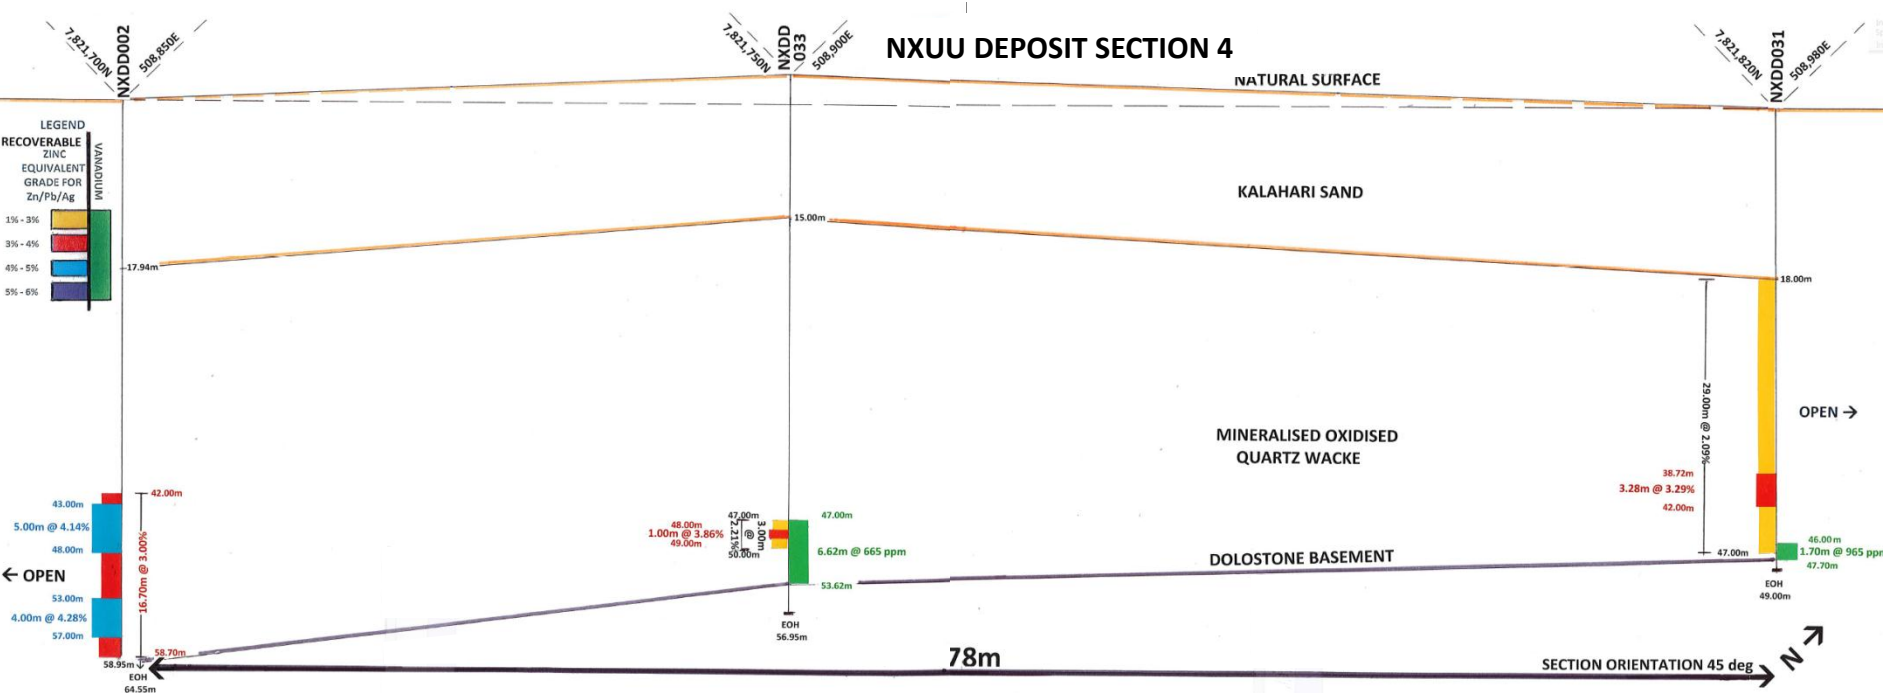 NXUU DEPOSIT SECTION 4
7,821,700N
NXDD002
508,850E
7,821,750N
NXDD
033
508,900E
7,821,820N
NXDD031
508,980E
NATURAL SURFACE
LEGEND
RECOVERABLE
ZINC
EQUIVALENT
GRADE FOR
Zn/Pb/Ag
VANADIUM
1% - 3%
3% - 4%
4% - 5%
5% - 6%
KALAHARI SAND
15.00m
17.94m
18.00m
MINERALISED OXIDISED
QUARTZ WACKE
OPEN →
29.00m @ 2.09%
38.72m
3.28m @ 3.29%
42.00m
42.00m
43.00m
5.00m @ 4.14%
48.00m
16.70m @ 3.00%
← OPEN
53.00m
4.00m @ 4.28%
57.00m
58.70m
58.95m
EOH
64.55m
47.00m
48.00m
1.00m @ 3.86%
49.00m
50.00m
3.00m
@
2.21%
47.00m
6.62m @ 665 ppm
53.62m
EOH
56.95m
DOLOSTONE BASEMENT
47.00m
46.00m
1.70m @ 965 ppm
47.70m
EOH
49.00m
78m
SECTION ORIENTATION 45 deg
N